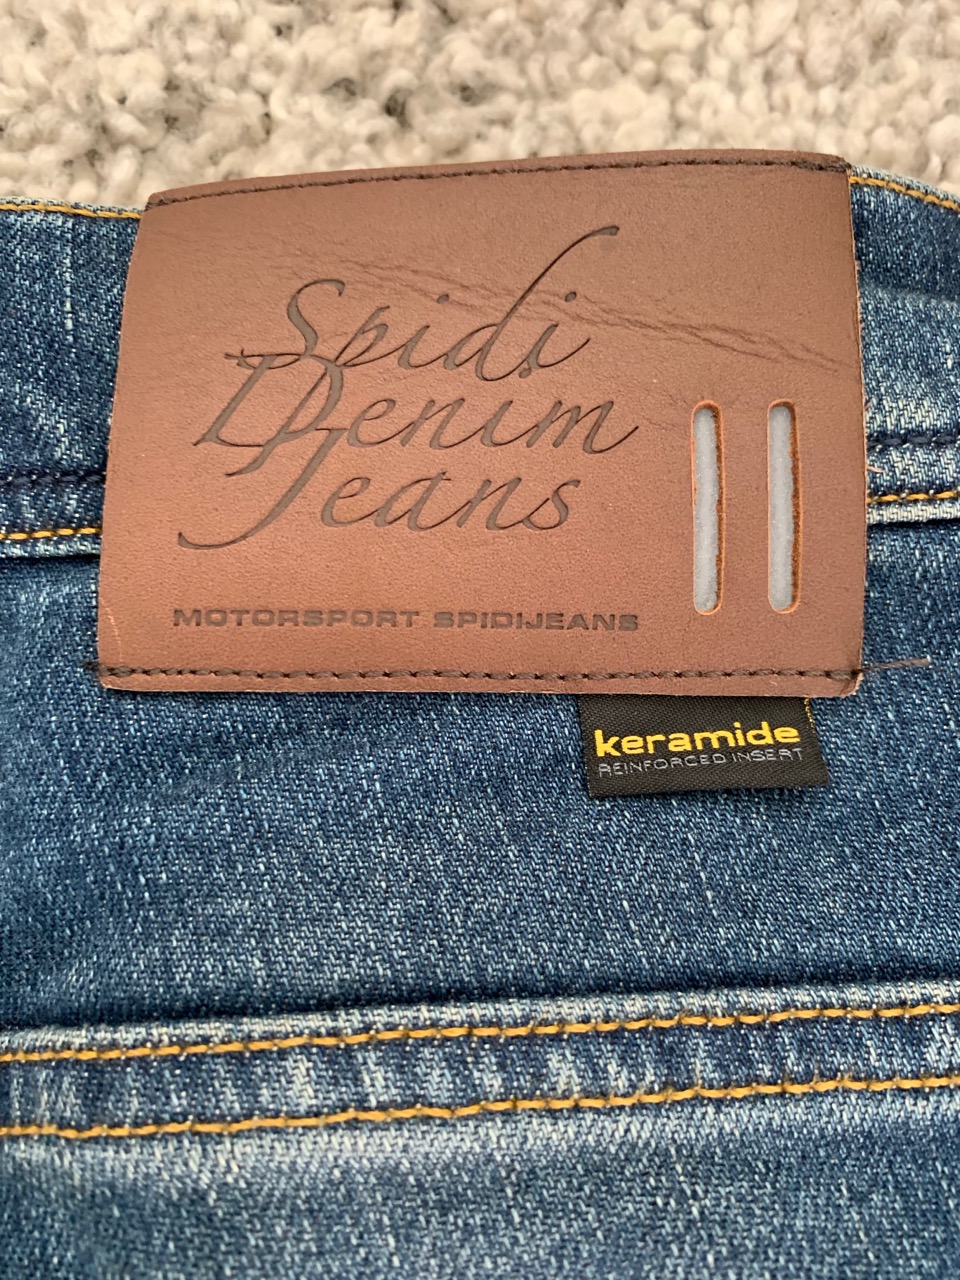 Spidi
Denim
Jeans
MOTORSPORT SPIDIJEANS
keramide
REINFORCED INSERT